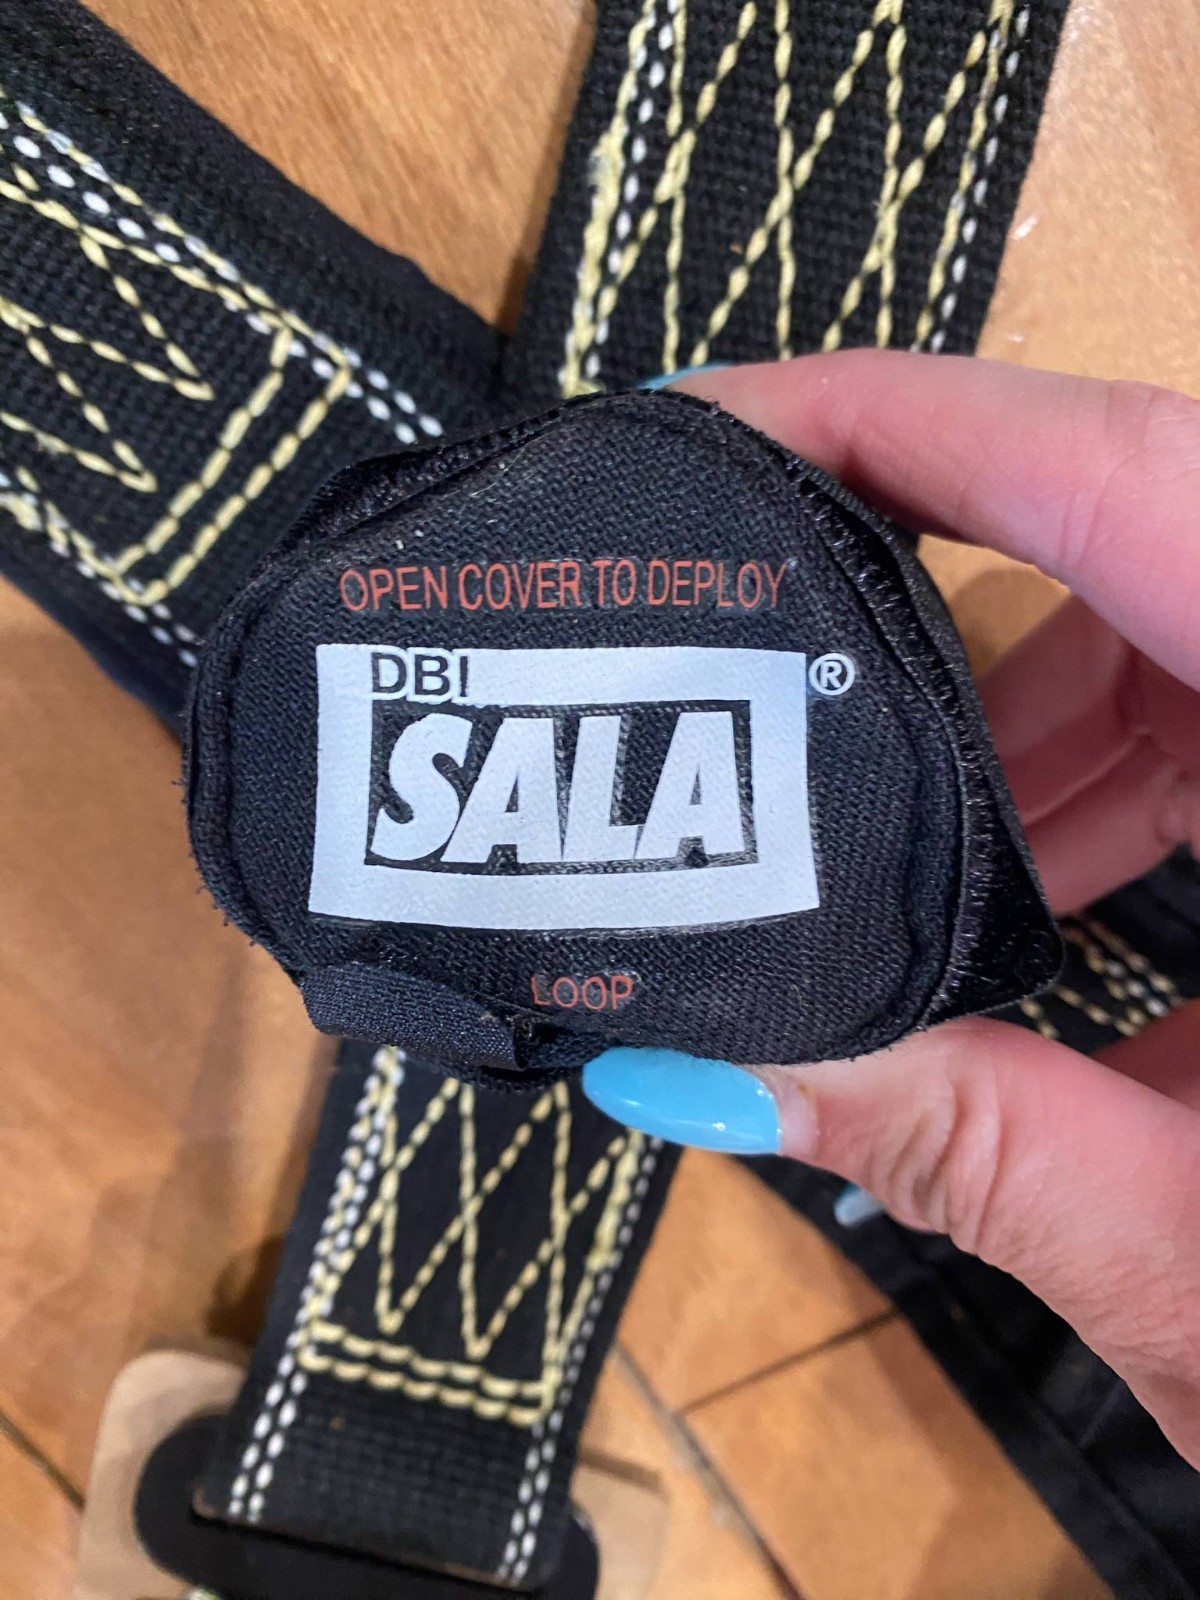 OPEN COVER TO DEPLOY
DBI
SALA®
LOOP